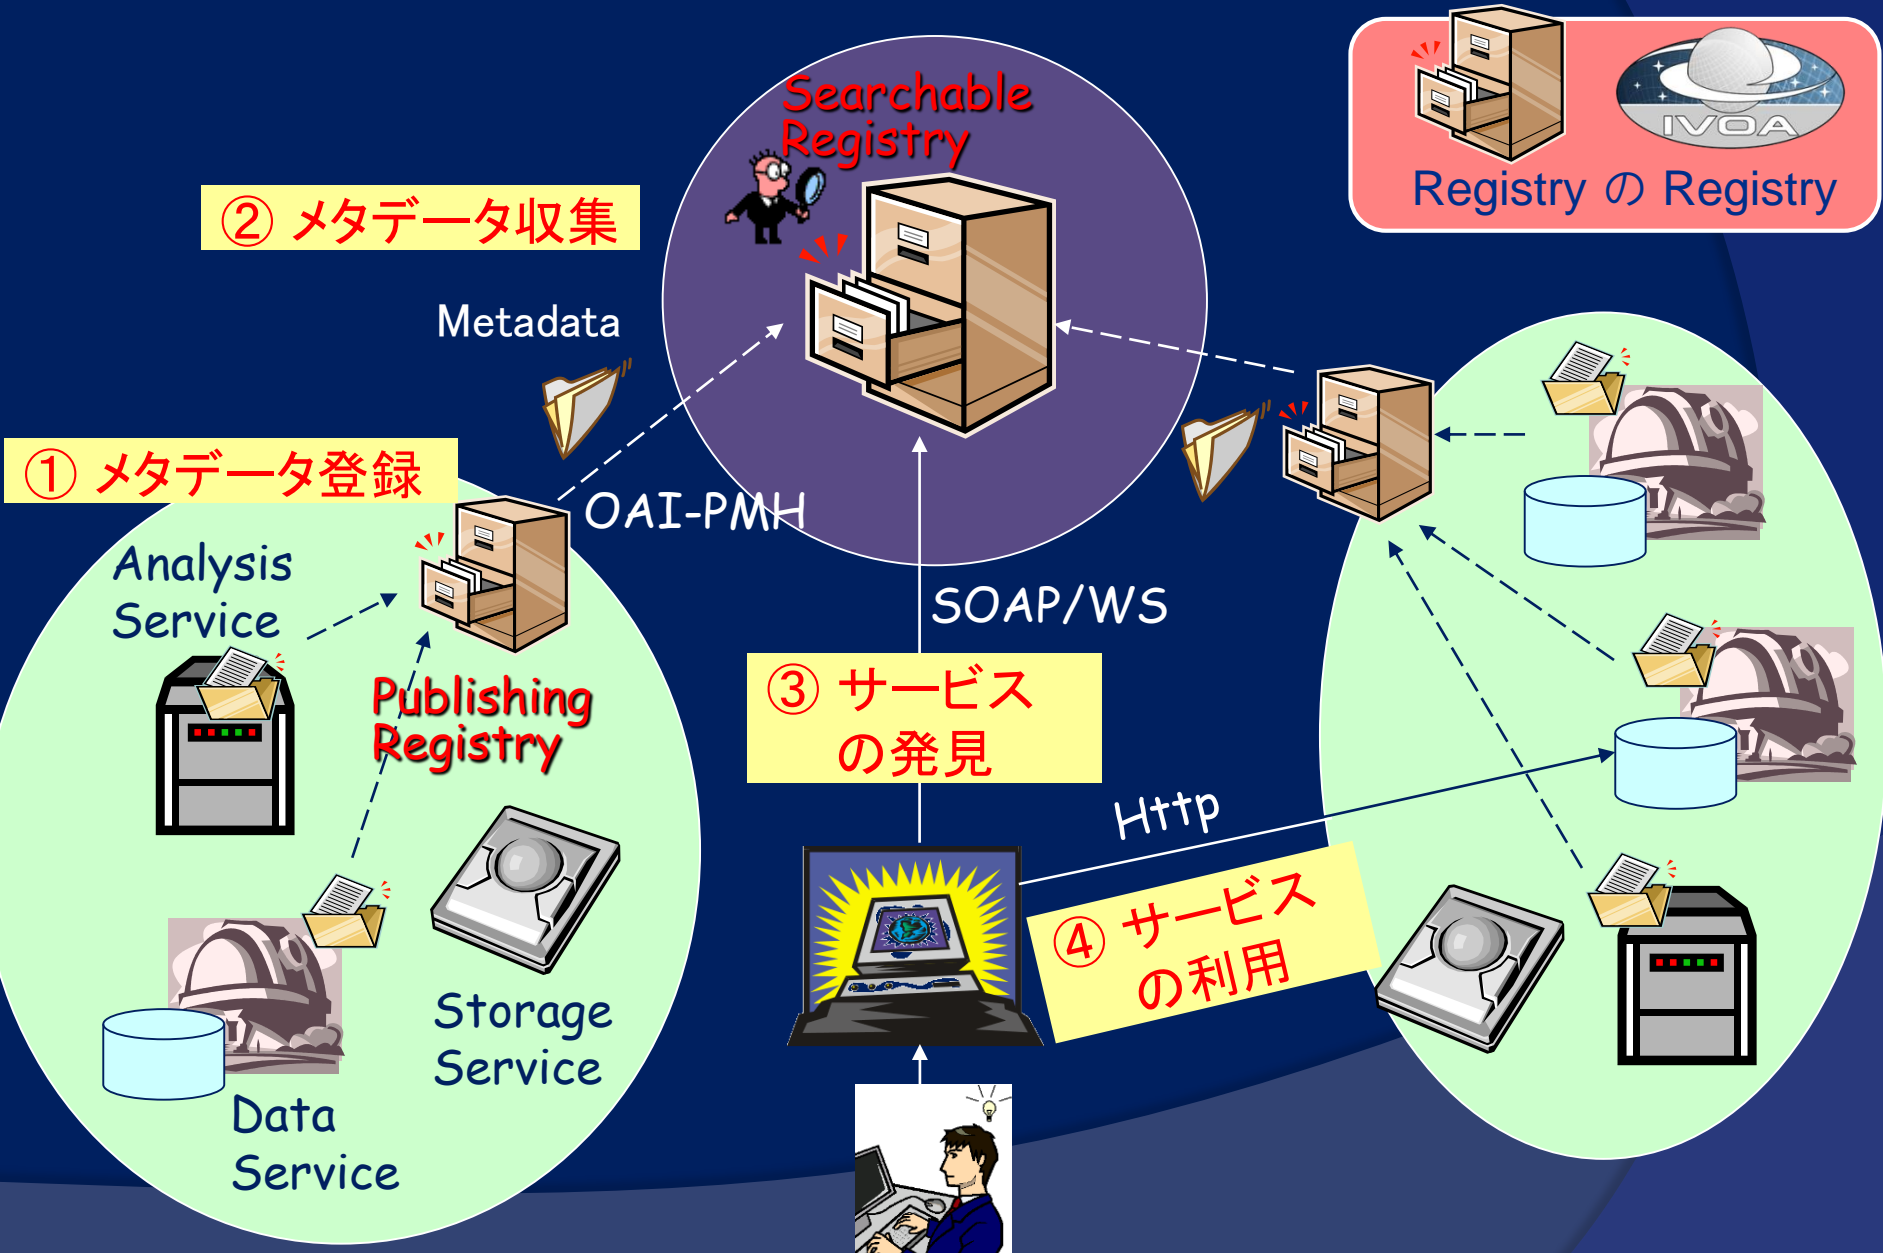 Searchable
Registry
IVOA
Registry の Registry
② メタデータ収集
Metadata
① メタデータ登録
OAI-PMH
Analysis
Service
SOAP/WS
Publishing
Registry
③ サービス
の発見
Http
④ サービス
の利用
Storage
Service
Data
Service